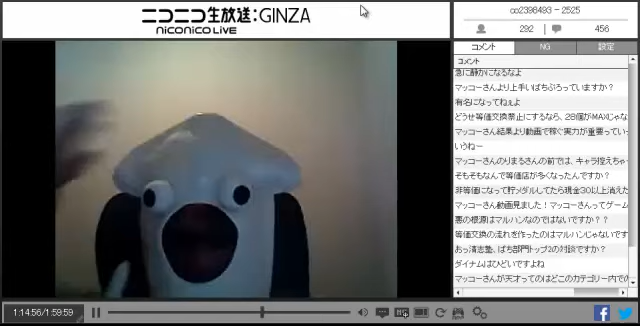 ニコニコ生放送:GINZA
niconico LIVE
co2398493 - 2525
292
456
コメント
NG
設定
コメント
急に静かになるなよ
マッコーさんより上手いぱちぷろっていますか?
有名になってねぇよ
どうせ等価交換禁止にするなら、28個がMAXじゃな
マッコーさん結果より動画で稼ぐ実力が重要っていっ
いうねー
マッコーさんのりまるさんの前では、キャラ控えちゃ
そもそもなんで等価店が多くなったんですか?
非等価になって貯メダルしてたら現金30以上消えた
マッコーさん動画見ました!マッコーさんってゲーム
悪の根源はマルハンなのではないですか??
等価交換の流れを作ったのはマルハンじゃないです
おっ清志塾、ぱち部門トップ2の対談ですか?
ダイナムはひどいですよね
マッコーさんが天才ってのはどこのカテゴリー内での
1:14:56/1:59:59